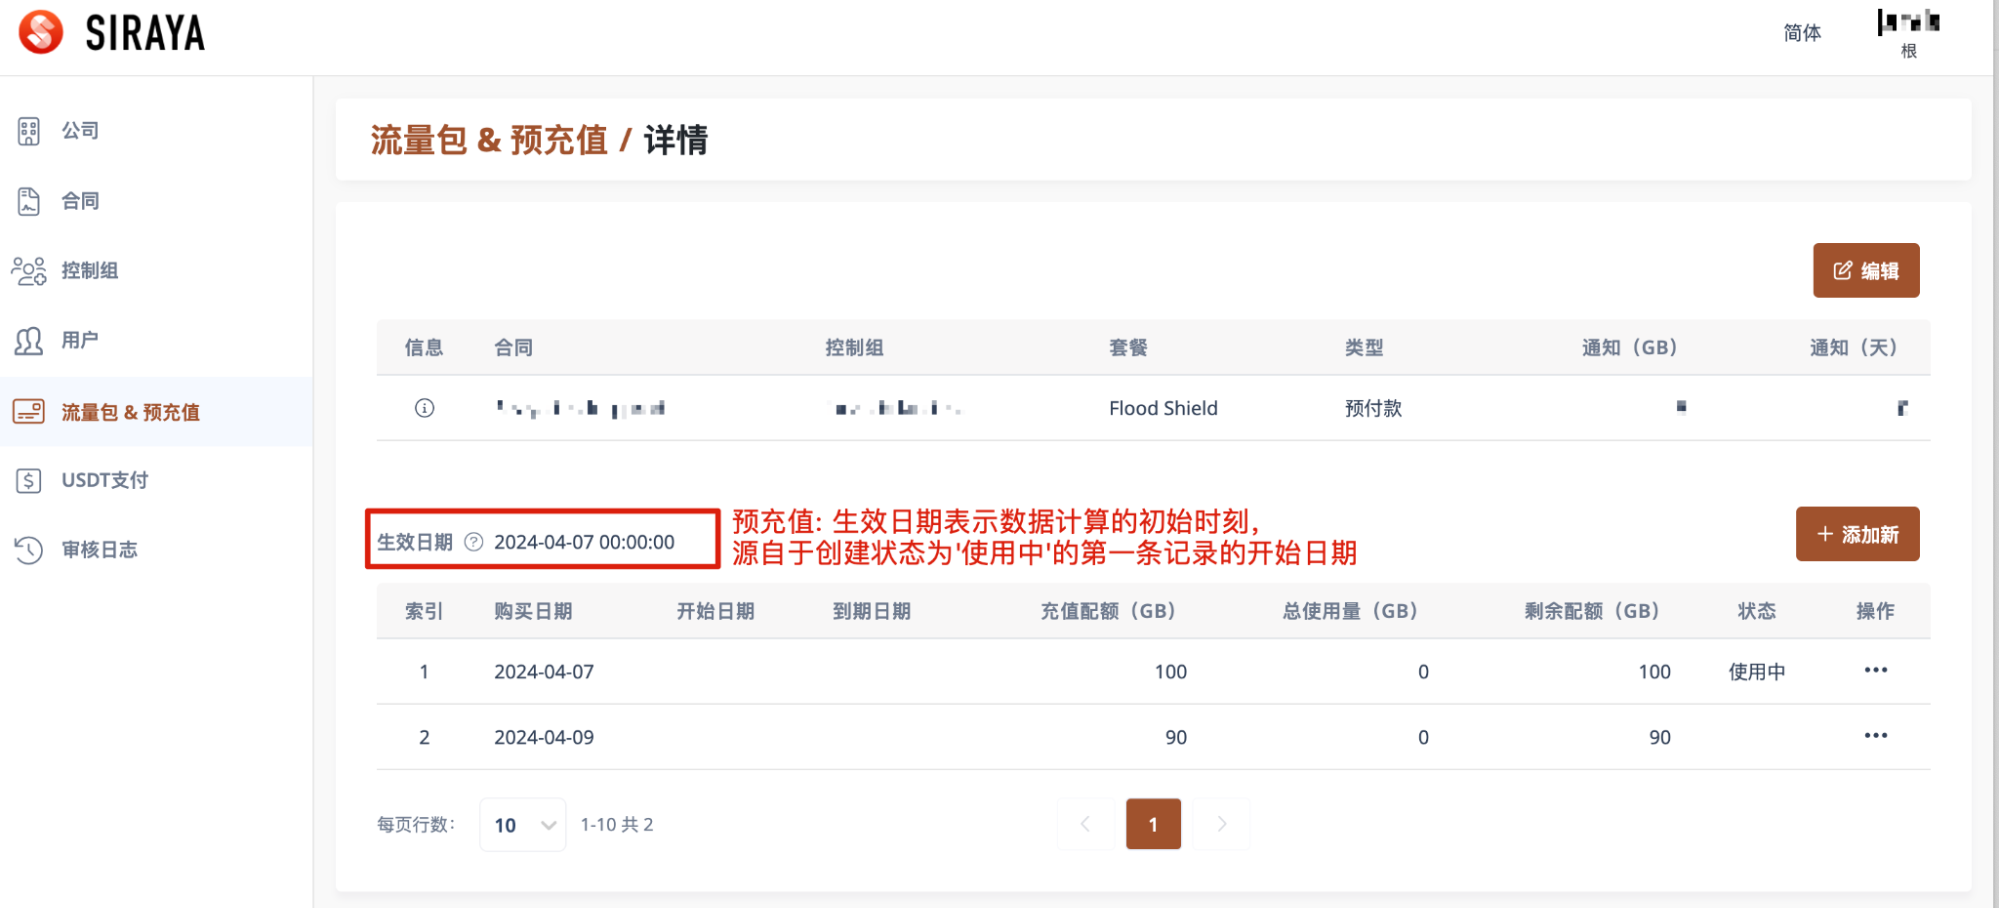 SIRAYA
简体
根
公司
合同
控制组
用户
流量包 & 预充值
USDT支付
审核日志
流量包 & 预充值 / 详情
编辑
信息 合同 控制组 套餐 类型 通知（GB） 通知（天）
Flood Shield 预付款
生效日期 2024-04-07 00:00:00
预充值: 生效日期表示数据计算的初始时刻,
源自于创建状态为'使用中'的第一条记录的开始日期
+ 添加新
索引 购买日期 开始日期 到期日期 充值配额（GB） 总使用量（GB） 剩余配额（GB） 状态 操作
1 2024-04-07 100 0 100 使用中 •••
2 2024-04-09 90 0 90 •••
每页行数: 10 1-10 共 2
1